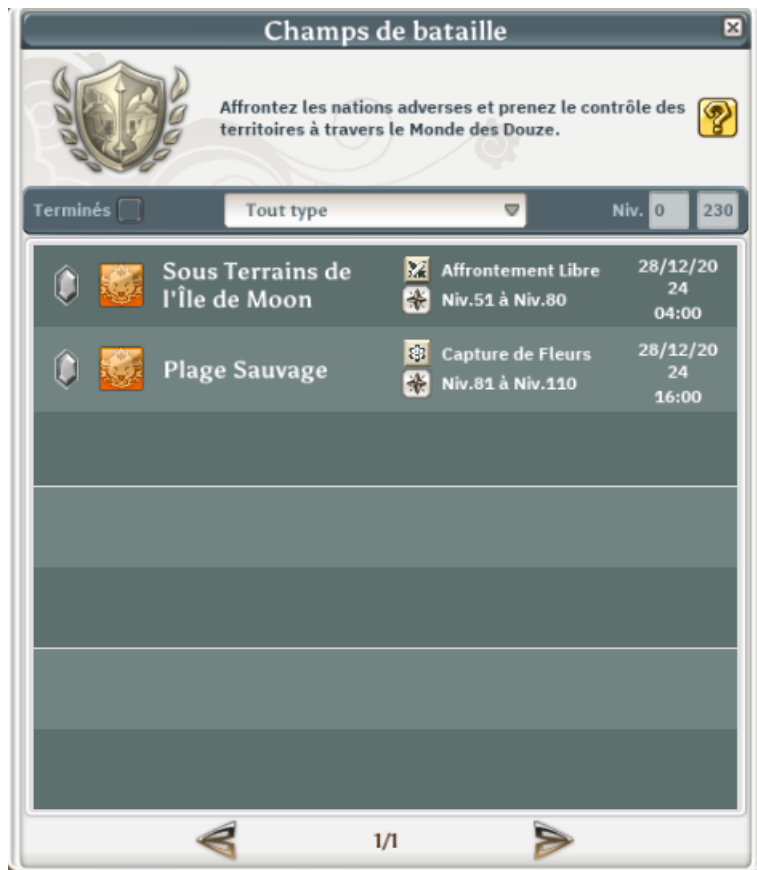 Champs de bataille
Affrontez les nations adverses et prenez le contrôle des
territoires à travers le Monde des Douze.
Terminés
Tout type
Niv. 0 230
Sous Terrains de
l'Île de Moon
Affrontement Libre
Niv.51 à Niv.80
28/12/20
24
04:00
Plage Sauvage
Capture de Fleurs
Niv.81 à Niv.110
28/12/20
24
16:00
1/1